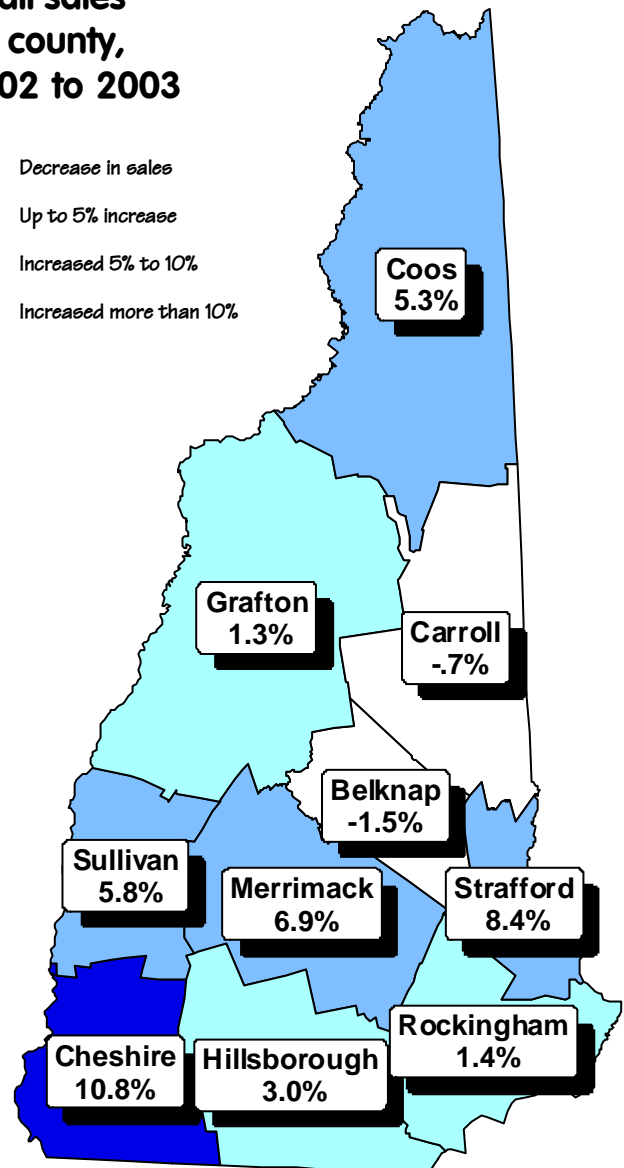 sales
county,
02 to 2003
Decrease in sales
Up to 5% increase
Increased 5% to 10%
Increased more than 10%
Coos
5.3%
Grafton
1.3%
Carroll
-.7%
Belknap
-1.5%
Sullivan
5.8%
Merrimack
6.9%
Strafford
8.4%
Rockingham
1.4%
Cheshire
10.8%
Hillsborough
3.0%